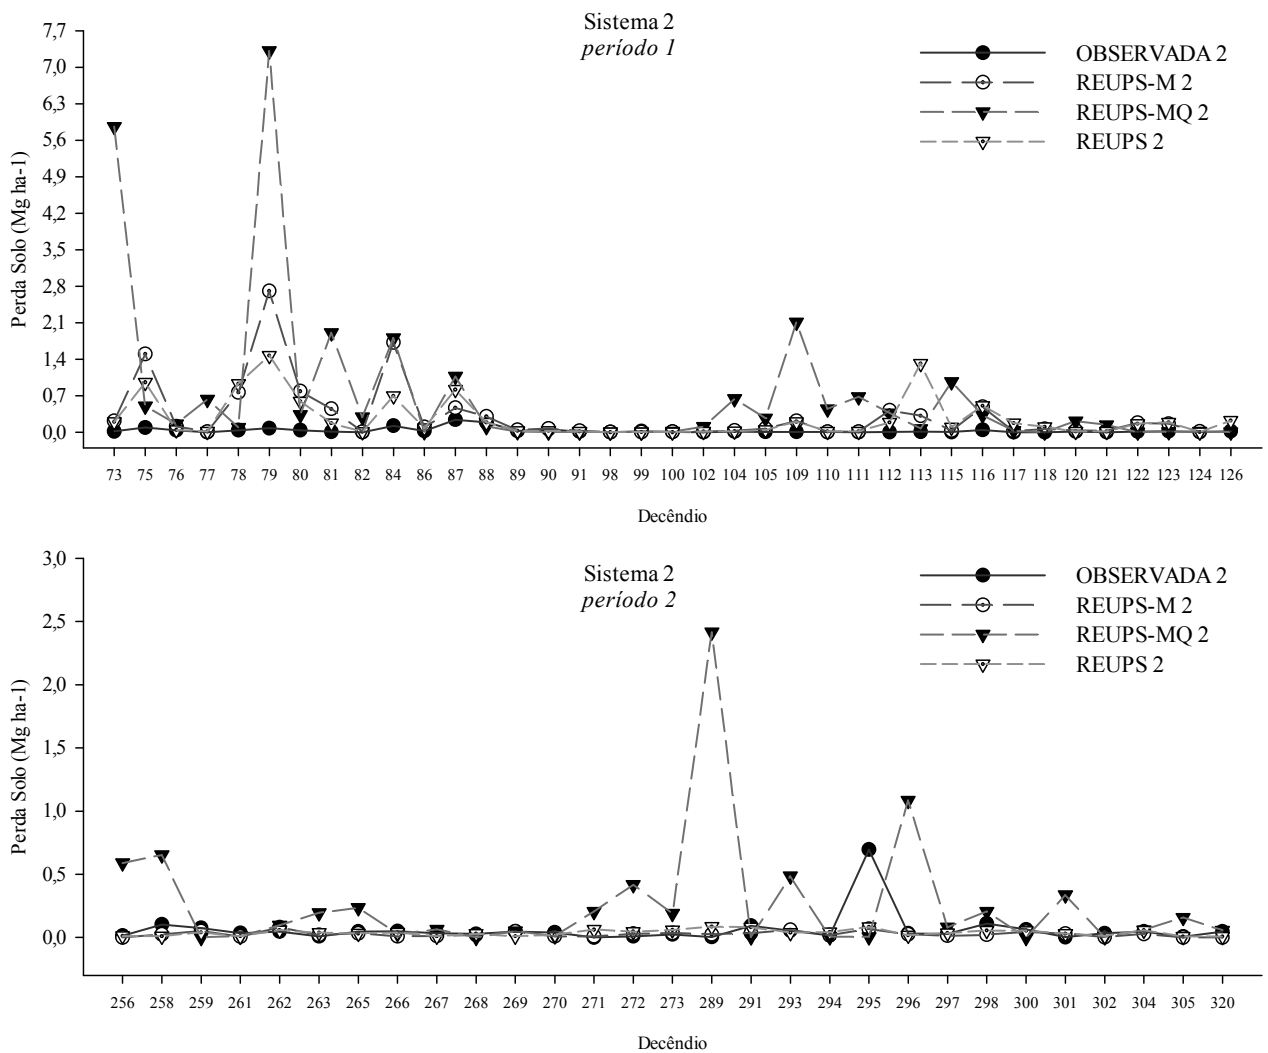 Sistema 2
período 1
OBSERVADA 2
REUPS-M 2
REUPS-MQ 2
REUPS 2
Perda Solo (Mg ha-1)
7,7
7,0
6,3
5,6
4,9
4,2
3,5
2,8
2,1
1,4
0,7
0,0
73 75 76 77 78 79 80 81 82 84 86 87 88 89 90 91 98 99 100 102 104 105 109 110 111 112 113 115 116 117 118 120 121 122 123 124 126
Decêndio
Sistema 2
período 2
OBSERVADA 2
REUPS-M 2
REUPS-MQ 2
REUPS 2
Perda Solo (Mg ha-1)
3,0
2,5
2,0
1,5
1,0
0,5
0,0
256 258 259 261 262 263 265 266 267 268 269 270 271 272 273 289 291 293 294 295 296 297 298 300 301 302 304 305 320
Decêndio